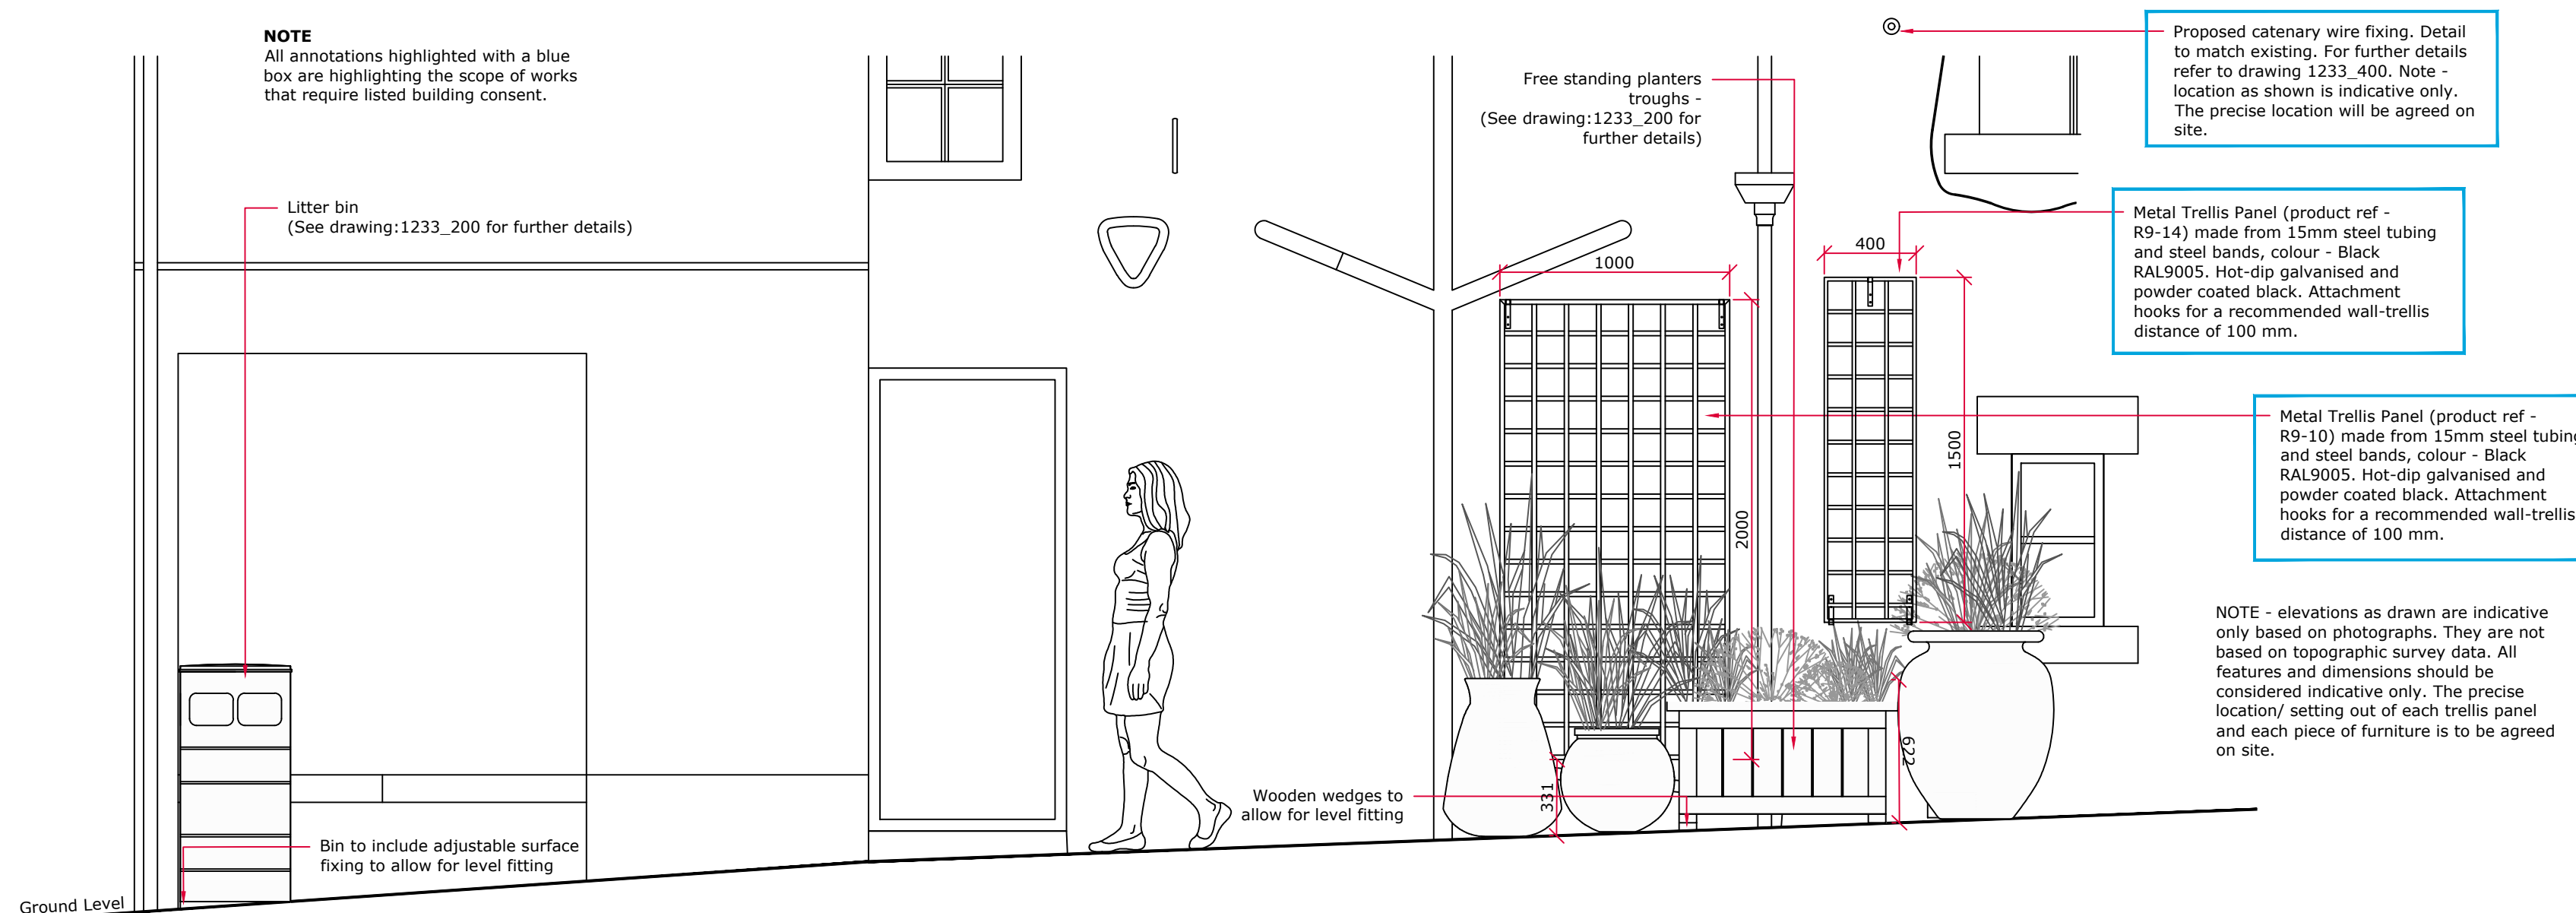 NOTE
All annotations highlighted with a blue
box are highlighting the scope of works
that require listed building consent.
Litter bin
(See drawing:1233_200 for further details)
Free standing planters
troughs -
(See drawing:1233_200 for
further details)
Proposed catenary wire fixing. Detail
to match existing. For further details
refer to drawing 1233_400. Note -
location as shown is indicative only.
The precise location will be agreed on
site.
Metal Trellis Panel (product ref -
R9-14) made from 15mm steel tubing
and steel bands, colour - Black
RAL9005. Hot-dip galvanised and
powder coated black. Attachment
hooks for a recommended wall-trellis
distance of 100 mm.
400
1000
Metal Trellis Panel (product ref -
R9-10) made from 15mm steel tubing
and steel bands, colour - Black
RAL9005. Hot-dip galvanised and
powder coated black. Attachment
hooks for a recommended wall-trellis
distance of 100 mm.
1500
2000
NOTE - elevations as drawn are indicative
only based on photographs. They are not
based on topographic survey data. All
features and dimensions should be
considered indicative only. The precise
location/ setting out of each trellis panel
and each piece of furniture is to be agreed
on site.
622
331
Wooden wedges to
allow for level fitting
Bin to include adjustable surface
fixing to allow for level fitting
Ground Level